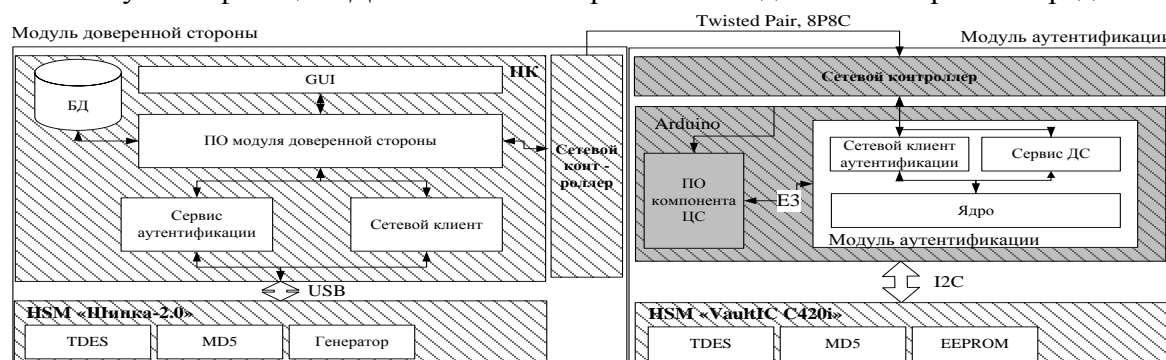 Twisted Pair, 8P8C
Модуль доверенной стороны
Модуль аутентификации
НК
GUI
БД
ПО модуля доверенной стороны
Сервис
аутентификации
Сетевой клиент
Сетевой
конт -
роллер
USB
HSM «Шипка-2.0»
TDES
MD5
Генератор
Сетевой контроллер
Arduino
ПО
компонента
ЦС
E3
Сетевой клиент
аутентификации
Сервис ДС
Ядро
Модуль аутентификации
I2C
HSM «VaultIC C420i»
TDES
MD5
EEPROM